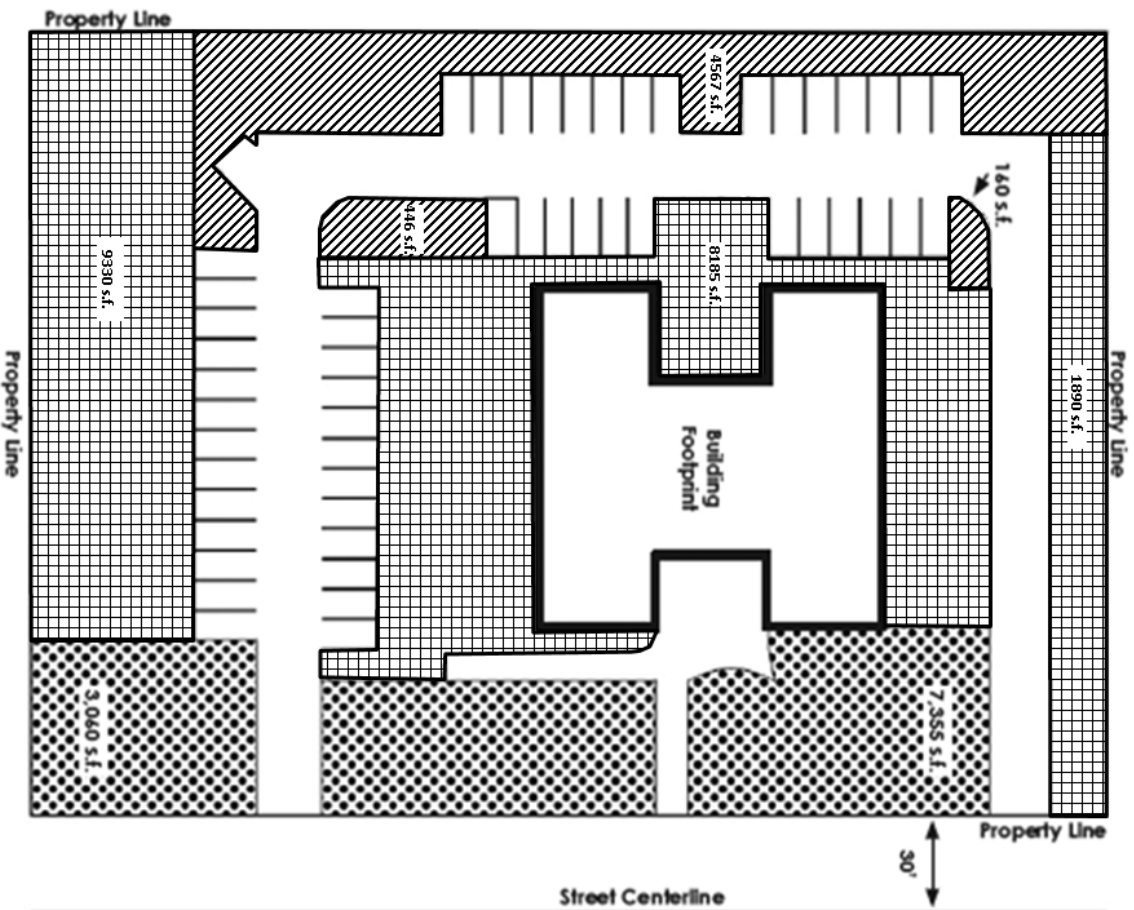 Property Line
4567 s.f.
160 s.f.
446 s.f.
9330 s.f.
8185 s.f.
Property Line
Property Line
1890 s.f.
Building
Footprint
3,060 s.f.
7,355 s.f.
Property Line
30'
Street Centerline